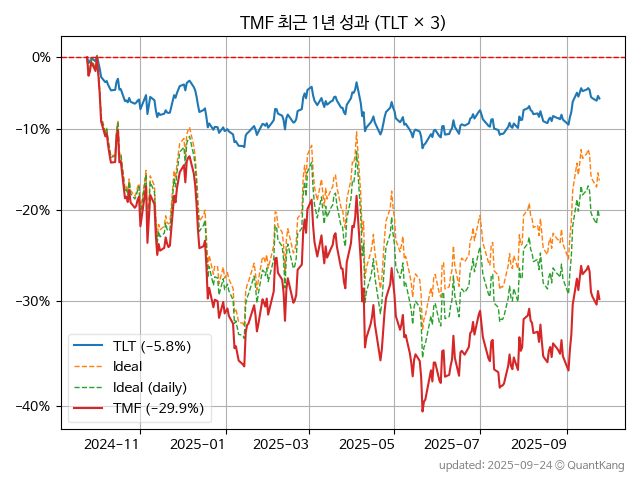 TMF 최근 1년 성과 (TLT × 3)
0%
−10%
−20%
−30%
−40%
TLT (−5.8%)
Ideal
Ideal (daily)
TMF (−29.9%)
2024-11 2025-01 2025-03 2025-05 2025-07 2025-09
updated: 2025-09-24 © QuantKang